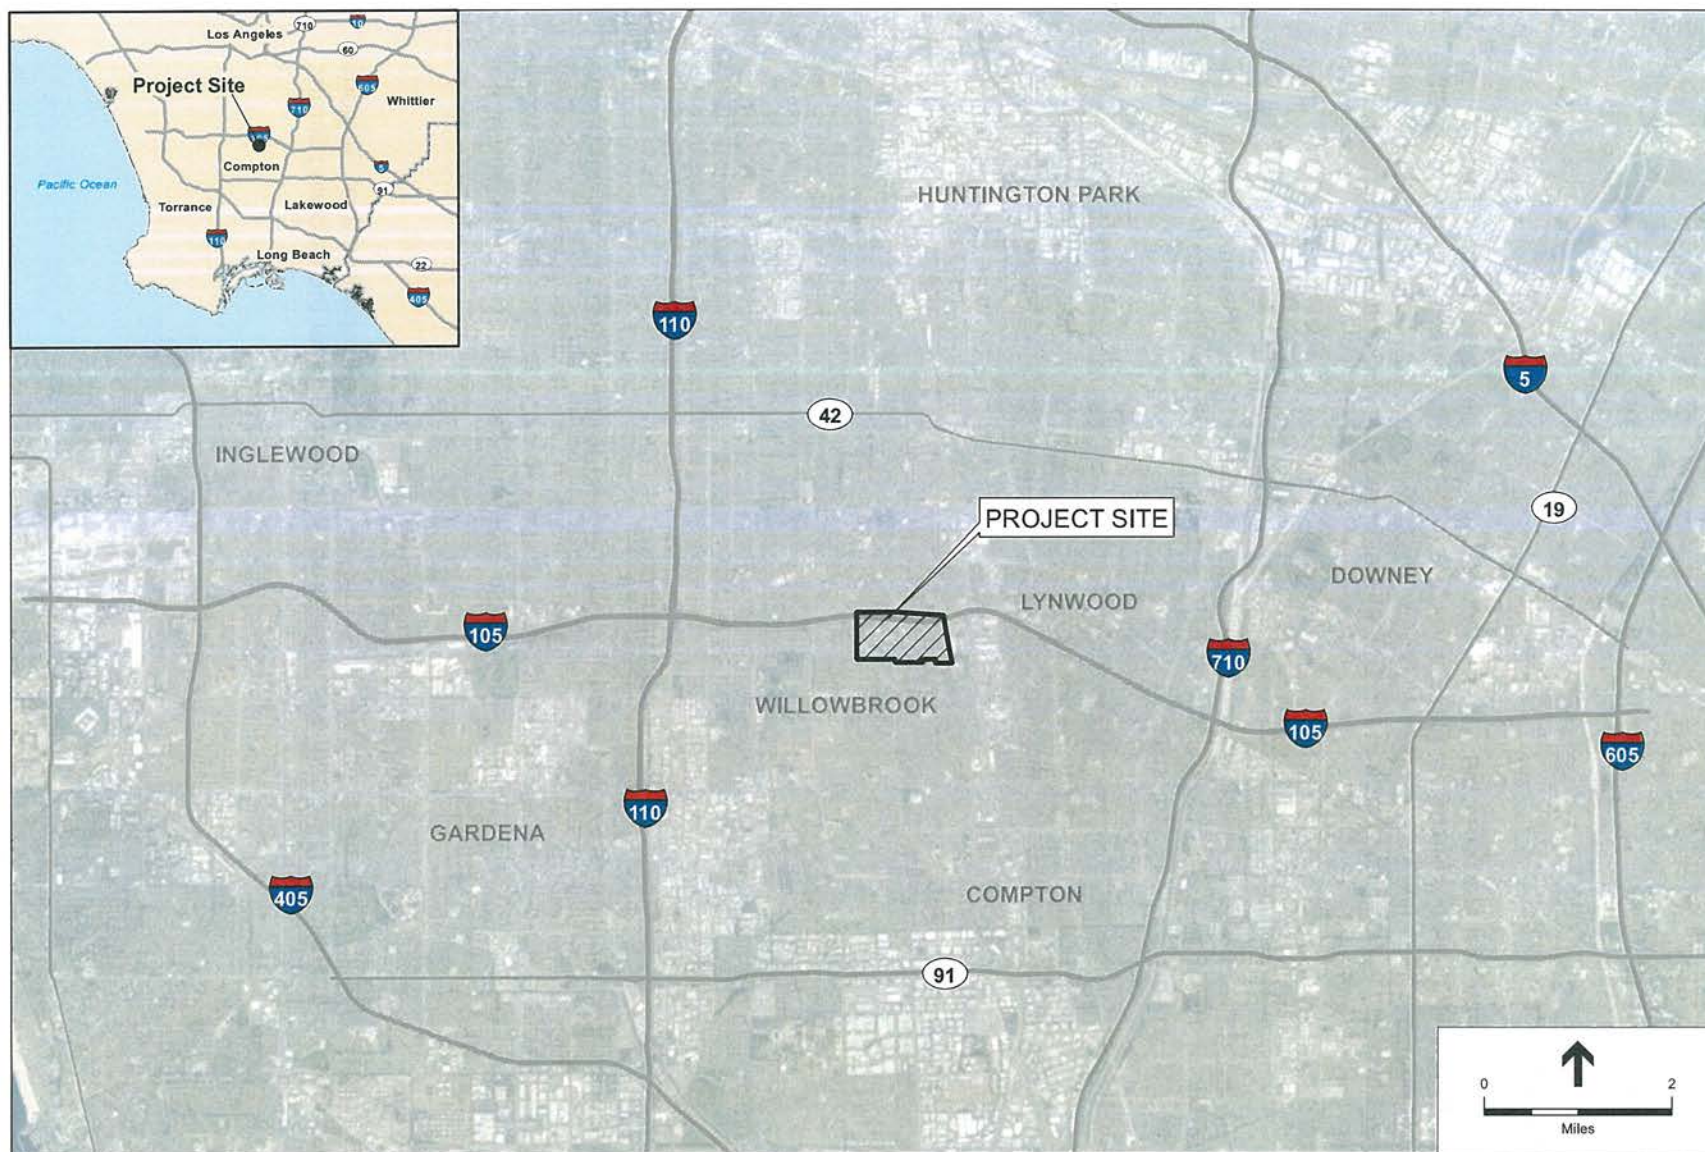 Los Angeles
710
10
60
Project Site
605
Whittier
710
105
Compton
5
Pacific Ocean
91
Torrance
Lakewood
110
Long Beach
22
405
HUNTINGTON PARK
110
5
42
INGLEWOOD
19
PROJECT SITE
DOWNEY
LYNWOOD
105
710
WILLOWBROOK
105
605
110
GARDENA
405
COMPTON
91
0 2
Miles